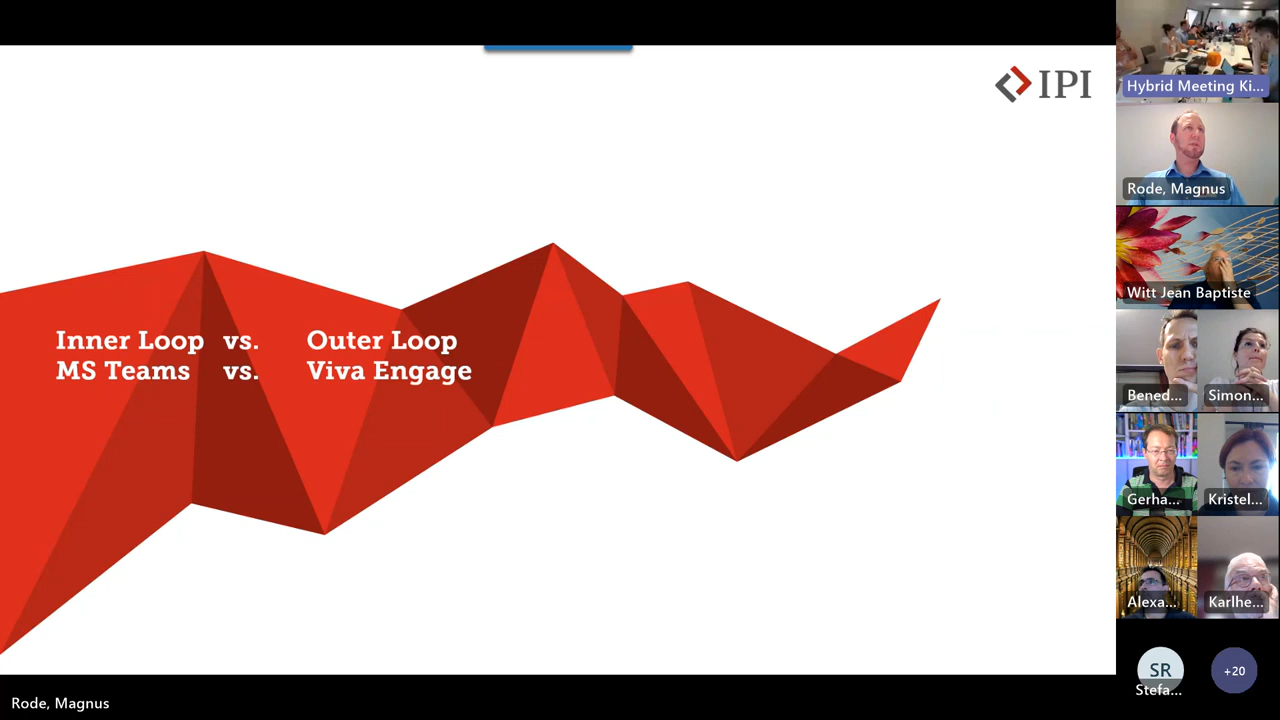 IPI
Inner Loop vs. Outer Loop
MS Teams vs. Viva Engage
Hybrid Meeting Ki...
Rode, Magnus
Witt Jean Baptiste
Bened...
Simon...
Gerha...
Kristel...
Alexa...
Karlhe...
SR
Stefa...
+20
Rode, Magnus